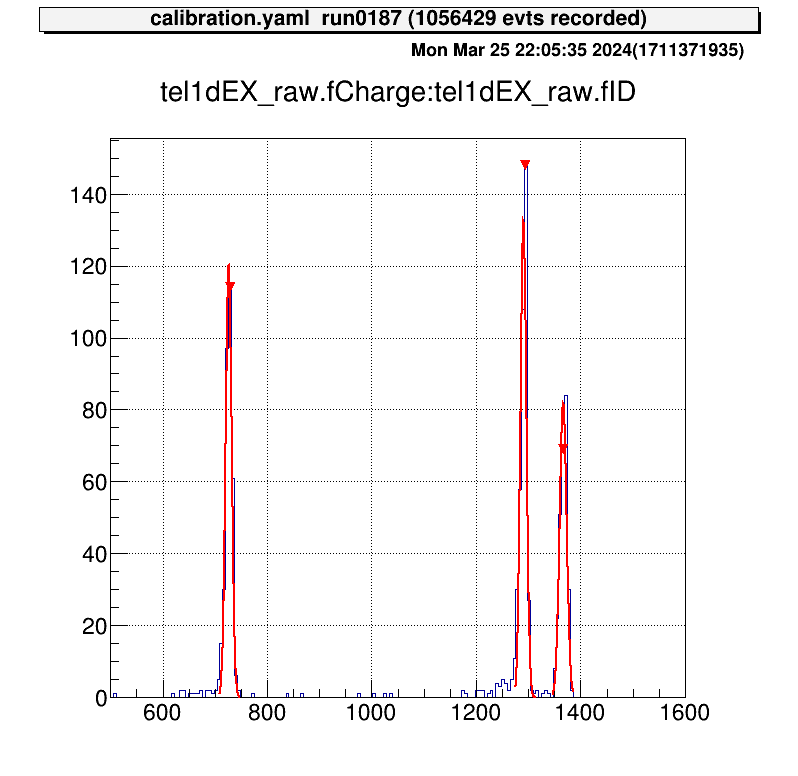 calibration.yaml run0187 (1056429 evts recorded)
Mon Mar 25 22:05:35 2024(1711371935)
tel1dEX_raw.fCharge:tel1dEX_raw.fID
140
120
100
80
60
40
20
0
600 800 1000 1200 1400 1600